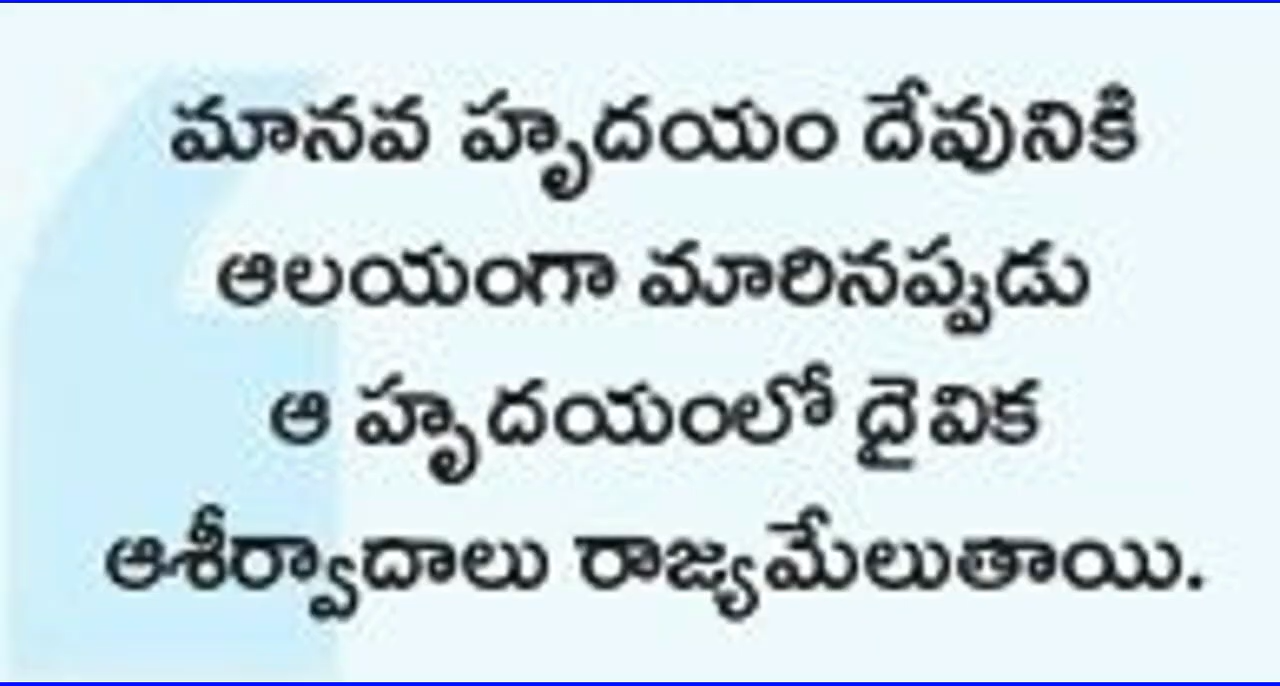 మానవ హృదయం దేవునికి
ఆలయంగా మారినప్పుడు
ఆ హృదయంలో దైవిక
ఆశీర్వాదాలు రాజ్యమేలుతాయి.